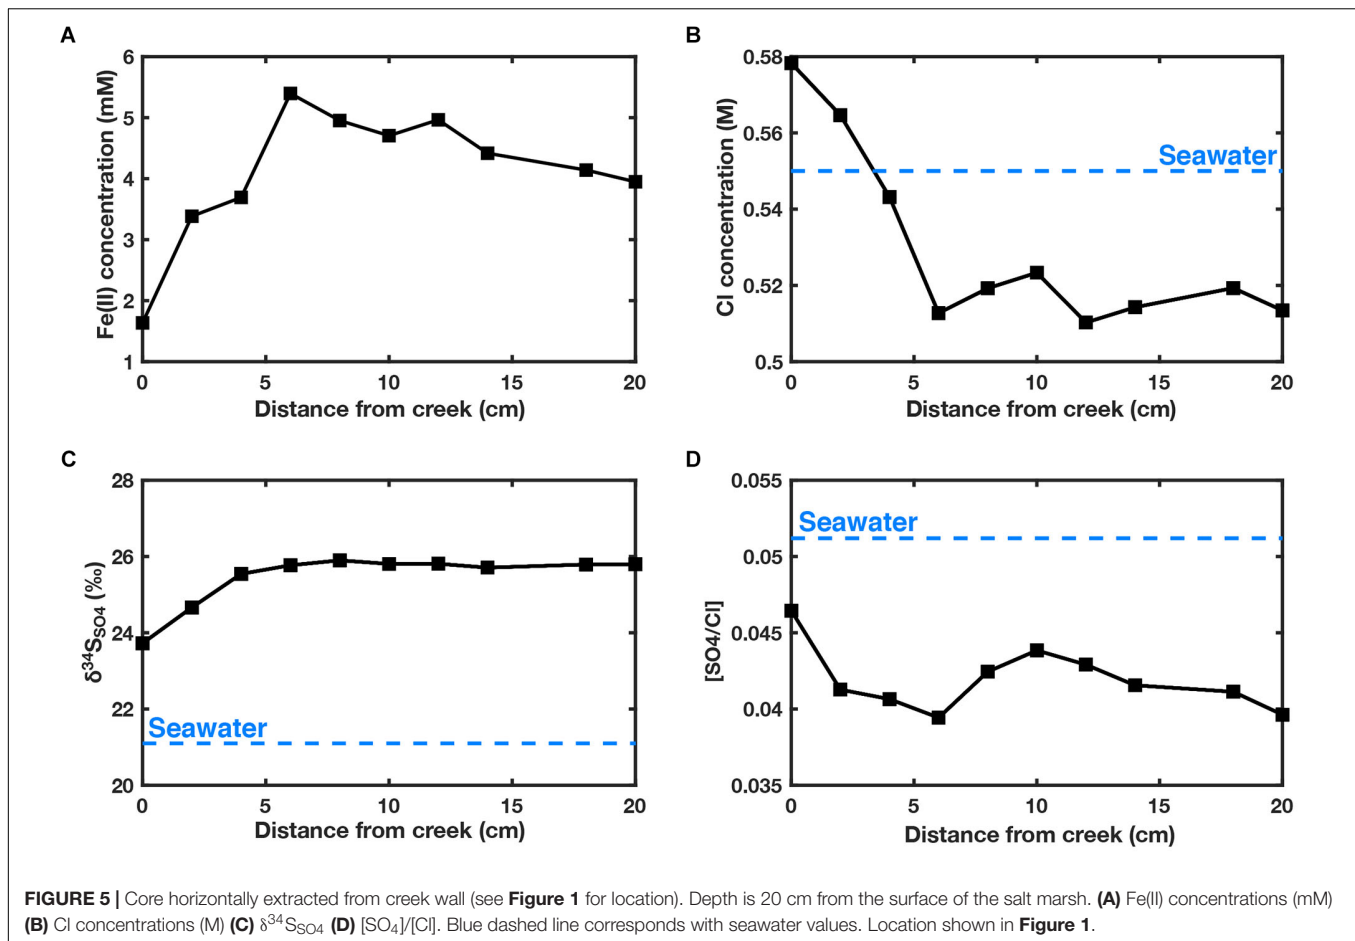 A
Fe(II) concentration (mM)
6
5
4
3
2
1
0
5
10
15
20
Distance from creek (cm)
B
Cl concentration (M)
0.58
0.56
0.54
0.52
0.5
Seawater
0
5
10
15
20
Distance from creek (cm)
C
δ³⁴S_SO4 (‰)
28
26
24
22
20
Seawater
0
5
10
15
20
Distance from creek (cm)
D
[SO4/Cl]
0.055
0.05
0.045
0.04
0.035
Seawater
0
5
10
15
20
Distance from creek (cm)
FIGURE 5 | Core horizontally extracted from creek wall (see Figure 1 for location). Depth is 20 cm from the surface of the salt marsh. (A) Fe(II) concentrations (mM)
(B) Cl concentrations (M) (C) δ³⁴S_SO4 (D) [SO₄]/[Cl]. Blue dashed line corresponds with seawater values. Location shown in Figure 1.